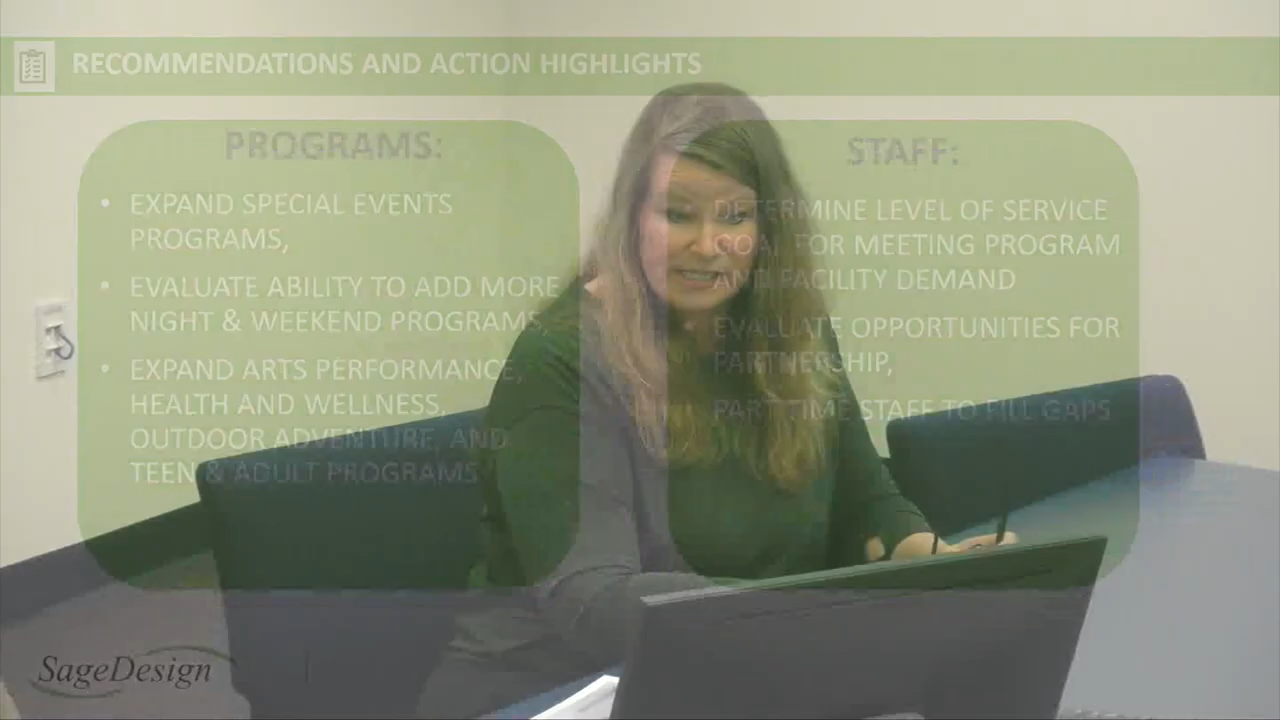 RECOMMENDATIONS AND ACTION HIGHLIGHTS
PROGRAMS:
• EXPAND SPECIAL EVENTS
PROGRAMS,
• EVALUATE ABILITY TO ADD MORE
NIGHT & WEEKEND PROGRAMS,
• EXPAND ARTS PERFORMANCE,
HEALTH AND WELLNESS,
OUTDOOR ADVENTURE, AND
TEEN & ADULT PROGRAMS
STAFF:
DETERMINE LEVEL OF SERVICE
GOAL FOR MEETING PROGRAM
AND FACILITY DEMAND
EVALUATE OPPORTUNITIES FOR
PARTNERSHIP,
PART TIME STAFF TO FILL GAPS
SageDesign